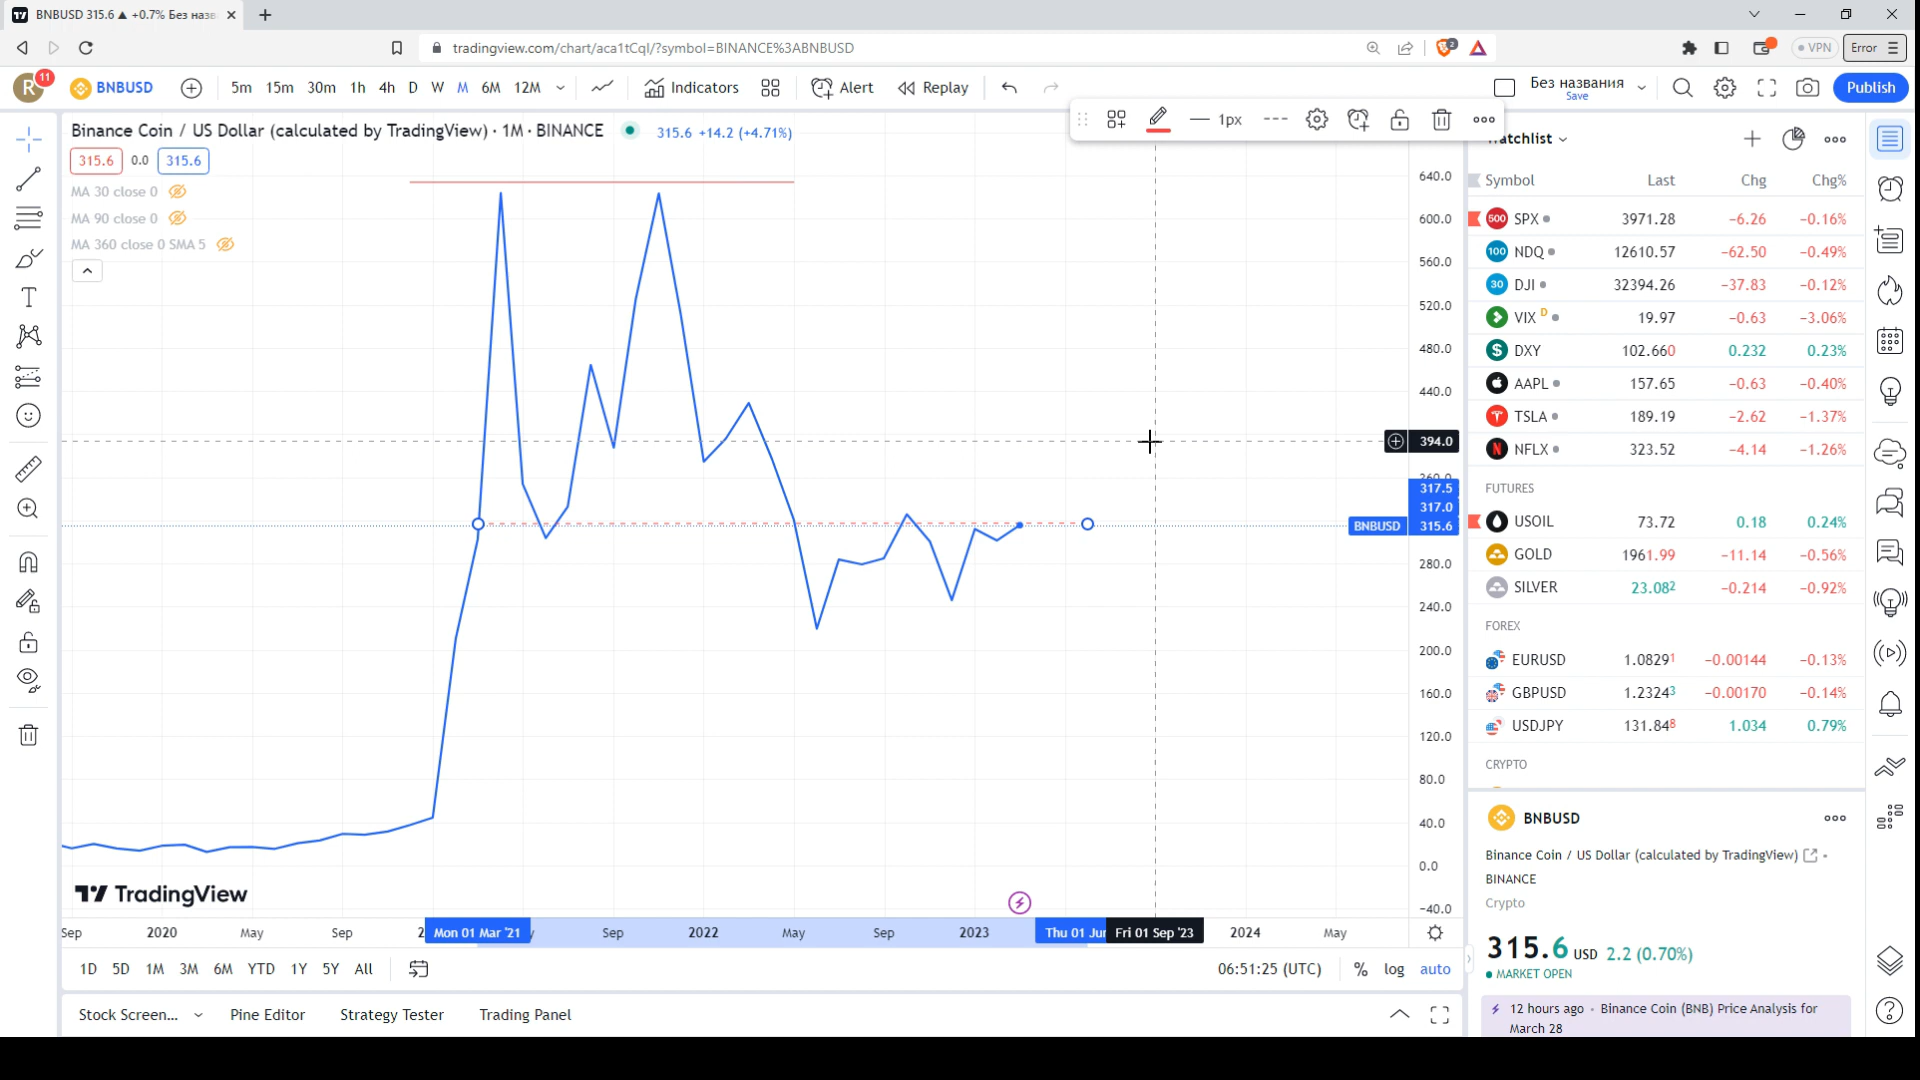 BNBUSD 315.6 ▲ +0.7% Без назв
tradingview.com/chart/aca1tCqI/?symbol=BINANCE%3ABNBUSD
2
VPN
Error
R 11 BNBUSD 5m 15m 30m 1h 4h D W M 6M 12M Indicators Alert Replay
Без названия
Save
Publish
1px
Binance Coin / US Dollar (calculated by TradingView) · 1M · BINANCE 315.6 +14.2 (+4.71%)
315.6 0.0 315.6
MA 30 close 0
MA 90 close 0
MA 360 close 0 SMA 5
640.0
600.0
560.0
520.0
480.0
440.0
394.0
360.0
317.5
317.0
BNBUSD 315.6
280.0
240.0
200.0
160.0
120.0
80.0
40.0
0.0
−40.0
TradingView
Sep 2020 May Sep 2 Mon 01 Mar '21 Sep 2022 May Sep 2023 Thu 01 Jun Fri 01 Sep '23 2024 May
1D 5D 1M 3M 6M YTD 1Y 5Y All 06:51:25 (UTC) % log auto
Stock Screen... Pine Editor Strategy Tester Trading Panel
atchlist
Symbol Last Chg Chg%
500 SPX 3971.28 −6.26 −0.16%
100 NDQ 12610.57 −62.50 −0.49%
30 DJI 32394.26 −37.83 −0.12%
VIX D 19.97 −0.63 −3.06%
$ DXY 102.660 0.232 0.23%
AAPL 157.65 −0.63 −0.40%
TSLA 189.19 −2.62 −1.37%
N NFLX 323.52 −4.14 −1.26%
FUTURES
USOIL 73.72 0.18 0.24%
GOLD 1961.99 −11.14 −0.56%
SILVER 23.082 −0.214 −0.92%
FOREX
EURUSD 1.08291 −0.00144 −0.13%
GBPUSD 1.23243 −0.00170 −0.14%
USDJPY 131.848 1.034 0.79%
CRYPTO
BNBUSD
Binance Coin / US Dollar (calculated by TradingView)
BINANCE
Crypto
315.6 USD 2.2 (0.70%)
MARKET OPEN
12 hours ago · Binance Coin (BNB) Price Analysis for
March 28